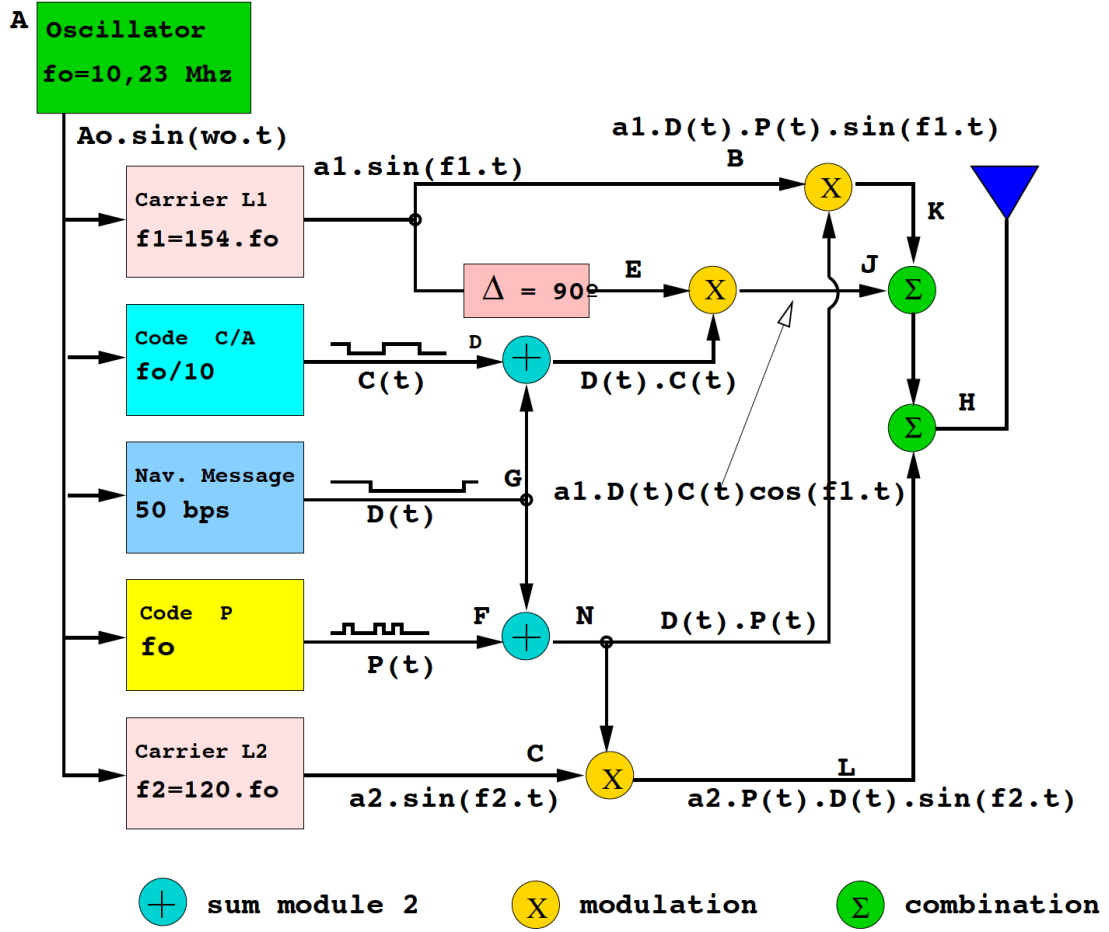 A
Oscillator
fo=10,23 Mhz
Ao.sin(wo.t)
a1.D(t).P(t).sin(f1.t)
a1.sin(f1.t)
B
X
Carrier L1
f1=154.fo
K
E
J
Δ = 90º
X
Σ
Code C/A
fo/10
D
C(t)
+
D(t).C(t)
H
Σ
Nav. Message
50 bps
G
D(t)
a1.D(t)C(t)cos(f1.t)
Code P
fo
F
N
P(t)
+
D(t).P(t)
Carrier L2
f2=120.fo
C
a2.sin(f2.t)
X
L
a2.P(t).D(t).sin(f2.t)
+ sum module 2
X modulation
Σ combination